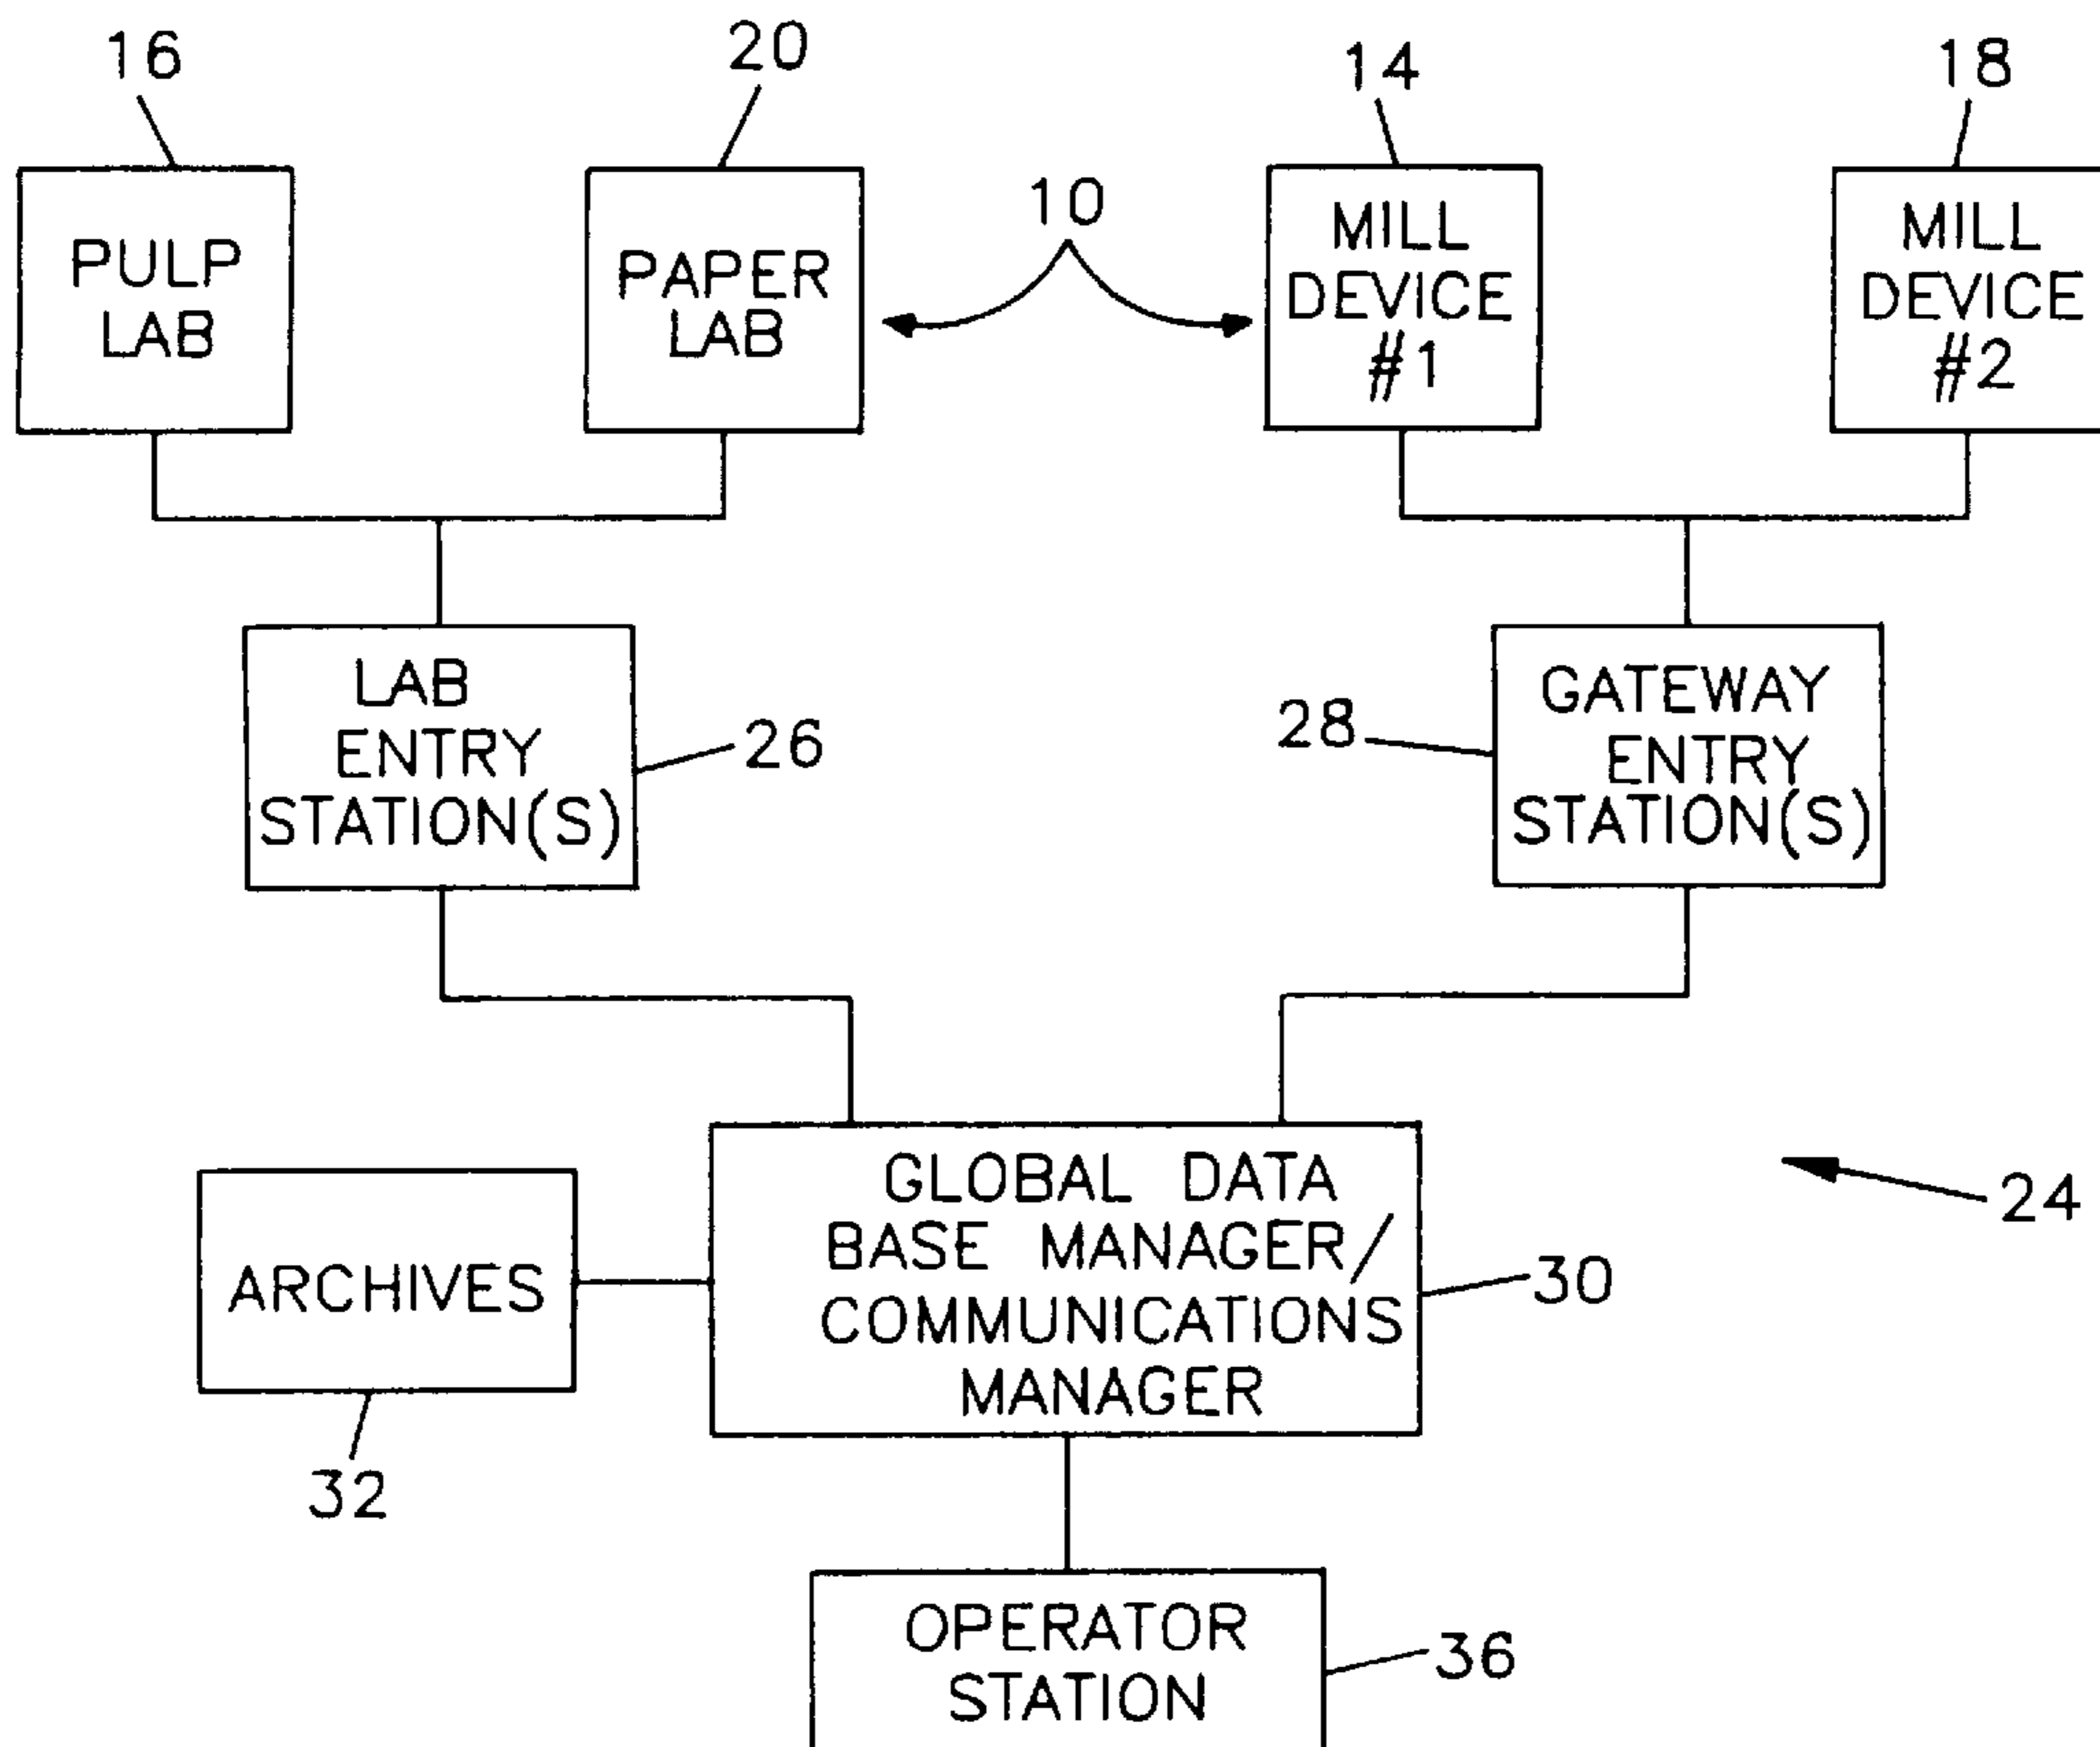 16
20
14
18
10
PULP
LAB
PAPER
LAB
MILL
DEVICE
#1
MILL
DEVICE
#2
LAB
ENTRY
STATION(S)
26
28
GATEWAY
ENTRY
STATION(S)
24
GLOBAL DATA
BASE MANAGER/
COMMUNICATIONS
MANAGER
30
ARCHIVES
32
OPERATOR
STATION
36